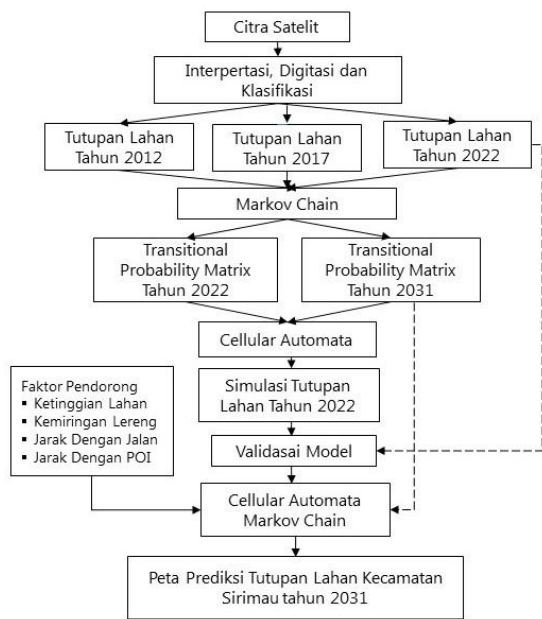 Citra Satelit
Interpertasi, Digitasi dan
Klasifikasi
Tutupan Lahan
Tahun 2012
Tutupan Lahan
Tahun 2017
Tutupan Lahan
Tahun 2022
Markov Chain
Transitional
Probability Matrix
Tahun 2022
Transitional
Probability Matrix
Tahun 2031
Cellular Automata
Simulasi Tutupan
Lahan Tahun 2022
Faktor Pendorong
▪ Ketinggian Lahan
▪ Kemiringan Lereng
▪ Jarak Dengan Jalan
▪ Jarak Dengan POI
Validasai Model
Cellular Automata
Markov Chain
Peta Prediksi Tutupan Lahan Kecamatan
Sirimau tahun 2031